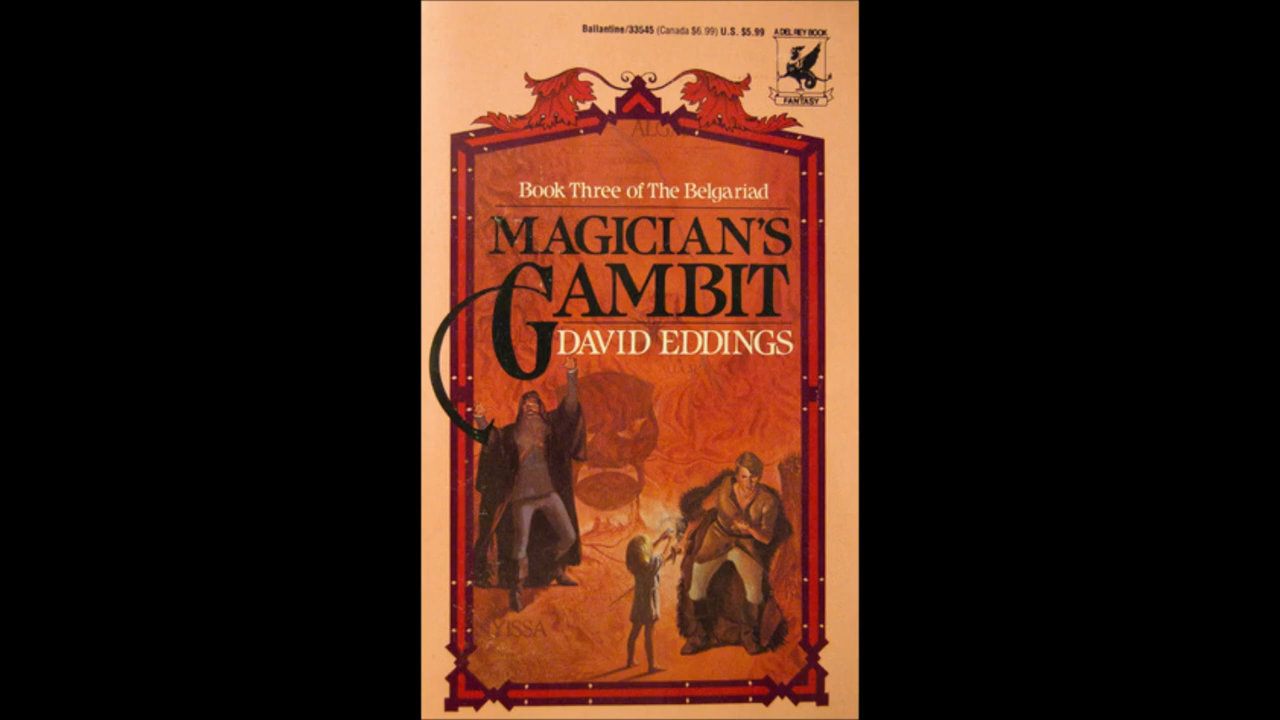 Ballantine/33545 (Canada $6.99) U.S. $5.99
A DEL REY BOOK
FANTASY
Book Three of The Belgariad
MAGICIAN'S
GAMBIT
DAVID EDDINGS